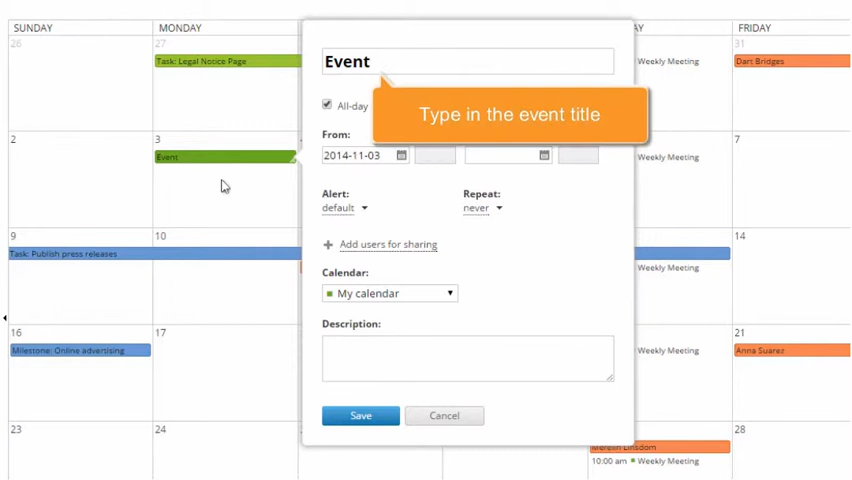 SUNDAY
MONDAY
AY
FRIDAY
26
27
31
Task: Legal Notice Page
Weekly Meeting
Dart Bridges
Event
Type in the event title
All-day
From:
2014-11-03
2
3
7
Event
Weekly Meeting
Alert:
Repeat:
default
never
Add users for sharing
9
10
14
Task: Publish press releases
Weekly Meeting
Calendar:
My calendar
Description:
16
17
21
Milestone: Online advertising
Weekly Meeting
Anna Suarez
Save
Cancel
23
24
28
Merelin Linsdom
10:00 am
Weekly Meeting